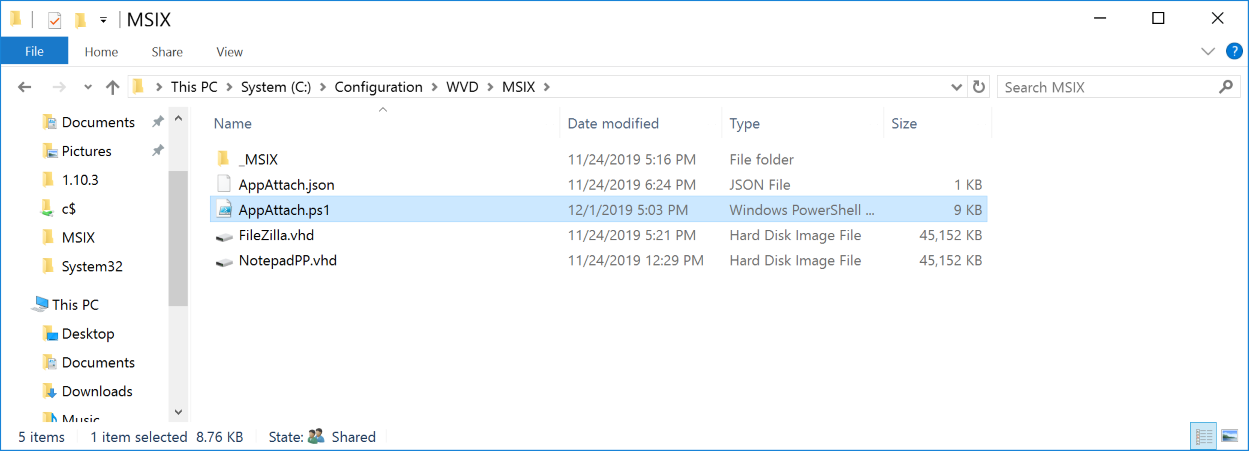 MSIX
File Home Share View
This PC System (C:) Configuration WVD MSIX Search MSIX
Name Date modified Type Size
Documents
Pictures
1.10.3
c$
MSIX
System32
This PC
Desktop
Documents
Downloads
Music
_MSIX 11/24/2019 5:16 PM File folder
AppAttach.json 11/24/2019 6:24 PM JSON File 1 KB
AppAttach.ps1 12/1/2019 5:03 PM Windows PowerShell ... 9 KB
FileZilla.vhd 11/24/2019 5:21 PM Hard Disk Image File 45,152 KB
NotepadPP.vhd 11/24/2019 12:29 PM Hard Disk Image File 45,152 KB
5 items 1 item selected 8.76 KB State: Shared